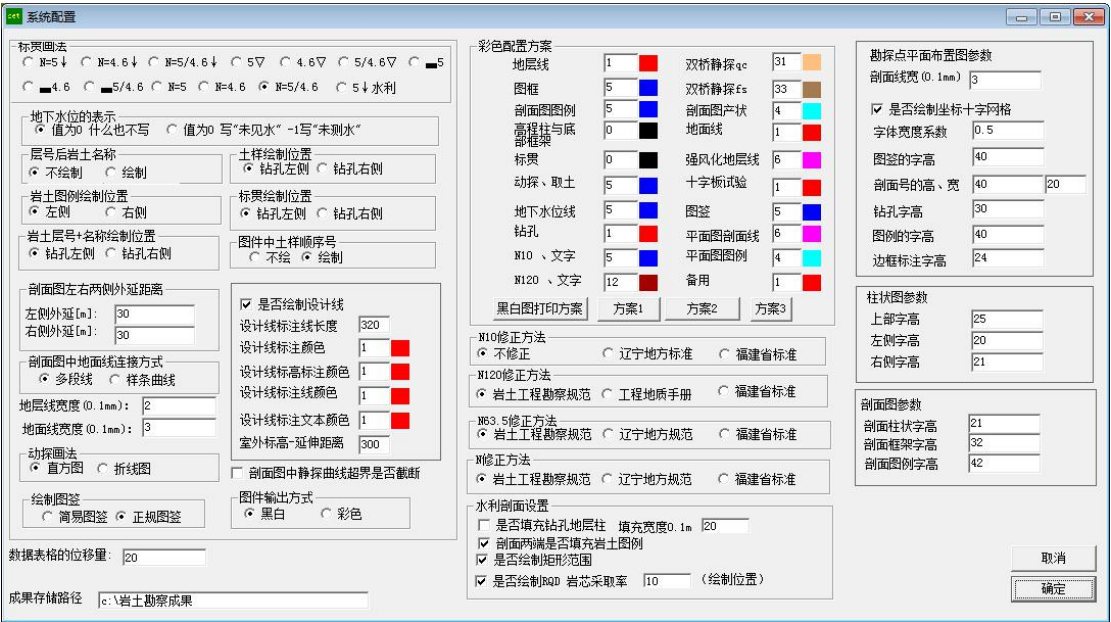 cet 系统配置
标贯画法
N=5↓ N=4.6↓ N=5/4.6↓ 5▽ 4.6▽ 5/4.6▽ ▬5
▬4.6 ▬5/4.6 N=5 N=4.6 N=5/4.6 5↓水利
地下水位的表示
值为0 什么也不写 值为0 写“未见水” -1写“未测水”
层号后岩土名称
不绘制 绘制
土样绘制位置
钻孔左侧 钻孔右侧
岩土图例绘制位置
左侧 右侧
标贯绘制位置
钻孔左侧 钻孔右侧
岩土层号+名称绘制位置
钻孔左侧 钻孔右侧
图件中土样顺序号
不绘 绘制
剖面图左右两侧外延距离
左侧外延[m]: 30
右侧外延[m]: 30
剖面图中地面线连接方式
多段线 样条曲线
地层线宽度(0.1mm): 2
地面线宽度(0.1mm): 3
动探画法
直方图 折线图
绘制图签
简易图签 正规图签
是否绘制设计线
设计线标注线长度 320
设计线标注颜色 1
设计线标高标注颜色 1
设计线标注线颜色 1
设计线标注文本颜色 1
室外标高-延伸距离 300
剖面图中静探曲线超界是否截断
图件输出方式
黑白 彩色
数据表格的位移量: 20
成果存储路径 c:\岩土勘察成果
彩色配置方案
地层线 1 双桥静探qc 31
图框 5 双桥静探fs 33
剖面图图例 5 剖面图产状 4
高程柱与底
部框架 0 地面线 1
标贯 0 强风化地层线 6
动探、取土 5 十字板试验 1
地下水位线 5 图签 5
钻孔 1 平面图剖面线 6
N10 、文字 5 平面图图例 4
N120 、文字 12 备用 1
黑白图打印方案 方案1 方案2 方案3
N10修正方法
不修正 辽宁地方标准 福建省标准
N120修正方法
岩土工程勘察规范 工程地质手册 福建省标准
N63.5修正方法
岩土工程勘察规范 辽宁地方规范 福建省标准
N修正方法
岩土工程勘察规范 辽宁地方规范 福建省标准
水利剖面设置
是否填充钻孔地层柱 填充宽度0.1m 20
剖面两端是否填充岩土图例
是否绘制矩形范围
是否绘制RQD 岩芯采取率 10 (绘制位置)
勘探点平面布置图参数
剖面线宽(0.1mm) 3
是否绘制坐标十字网格
字体宽度系数 0.5
图签的字高 40
剖面号的高、宽 40 20
钻孔字高 30
图例的字高 40
边框标注字高 24
柱状图参数
上部字高 25
左侧字高 20
右侧字高 21
剖面图参数
剖面柱状字高 21
剖面框架字高 32
剖面图例字高 42
取消
确定